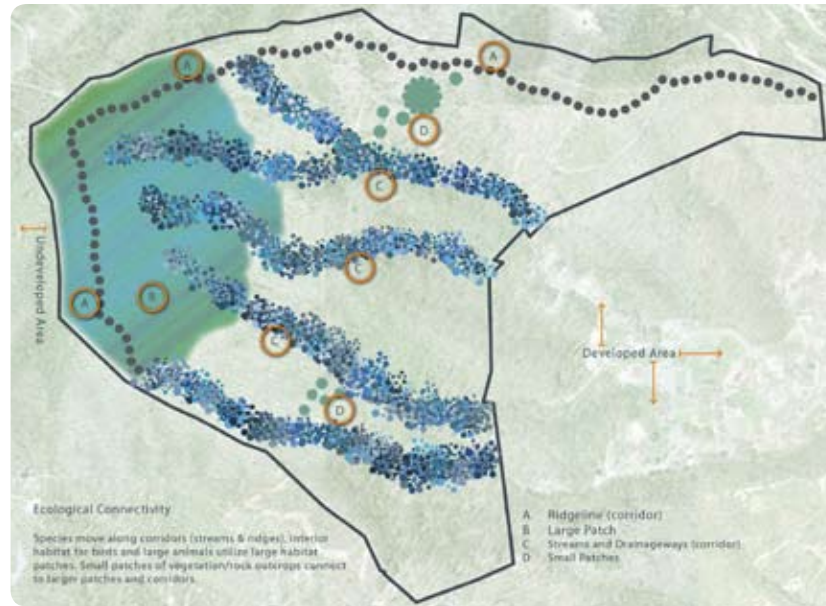 A
A
D
C
Undeveloped Area
C
A
B
C
Developed Area
D
Ecological Connectivity
Species move along corridors (streams & ridges), interior
habitat for birds and large animals utilize large habitat
patches. Small patches of vegetation/rock outcrops connect
to larger patches and corridors.
A Ridgeline (corridor)
B Large Patch
C Streams and Drainageways (corridor)
D Small Patches